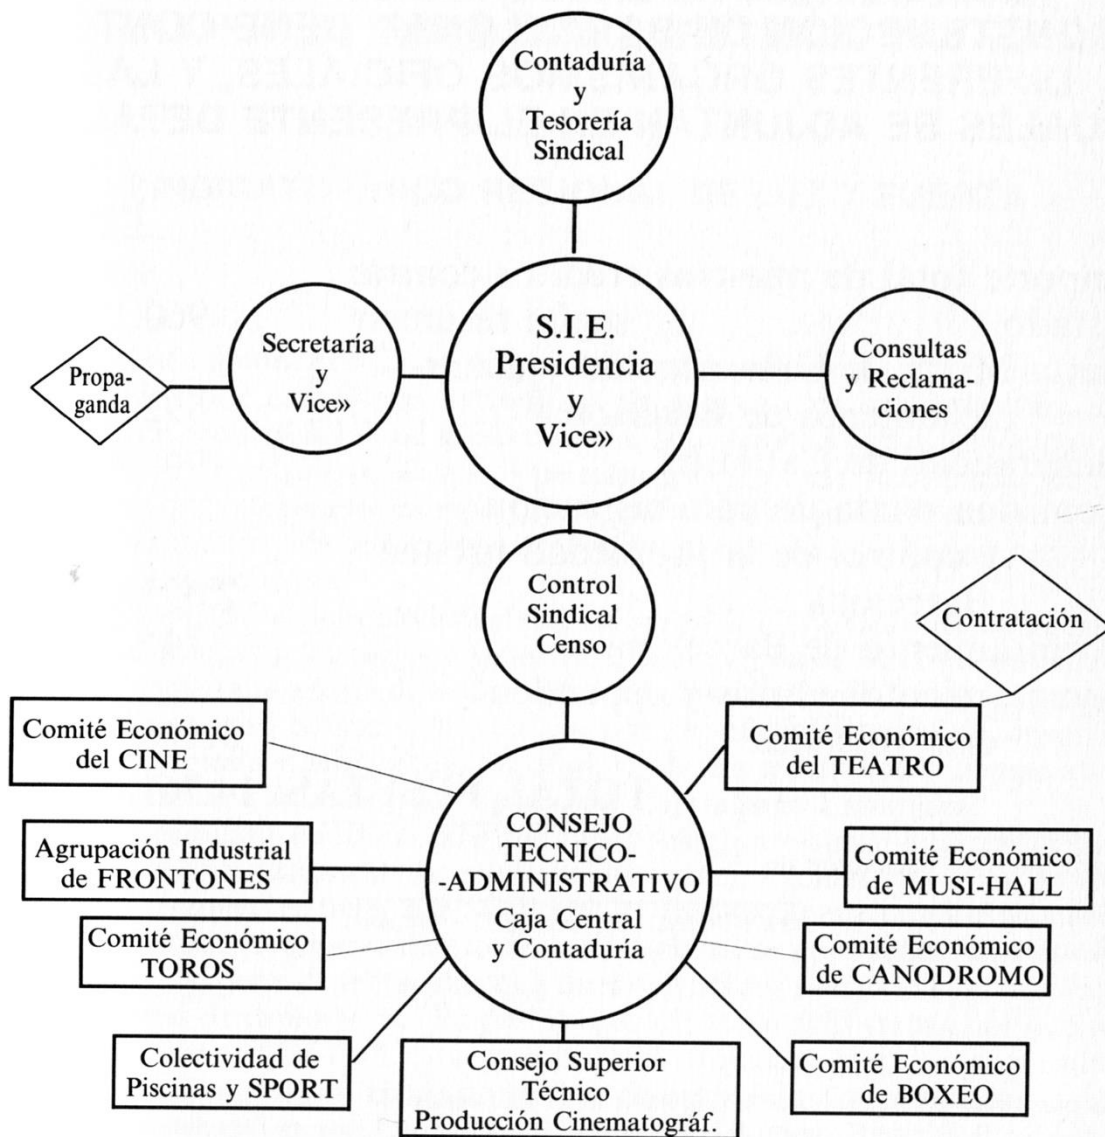 Contaduría
y
Tesorería
Sindical
S.I.E.
Presidencia
y
Vice»
Secretaría
y
Vice»
Propa-
ganda
Consultas
y Reclama-
ciones
Control
Sindical
Censo
Contratación
Comité Económico
del CINE
Comité Económico
del TEATRO
CONSEJO
TECNICO-
-ADMINISTRATIVO
Caja Central
y Contaduría
Agrupación Industrial
de FRONTONES
Comité Económico
de MUSI-HALL
Comité Económico
TOROS
Comité Económico
de CANODROMO
Colectividad de
Piscinas y SPORT
Consejo Superior
Técnico
Producción Cinematográf.
Comité Económico
de BOXEO